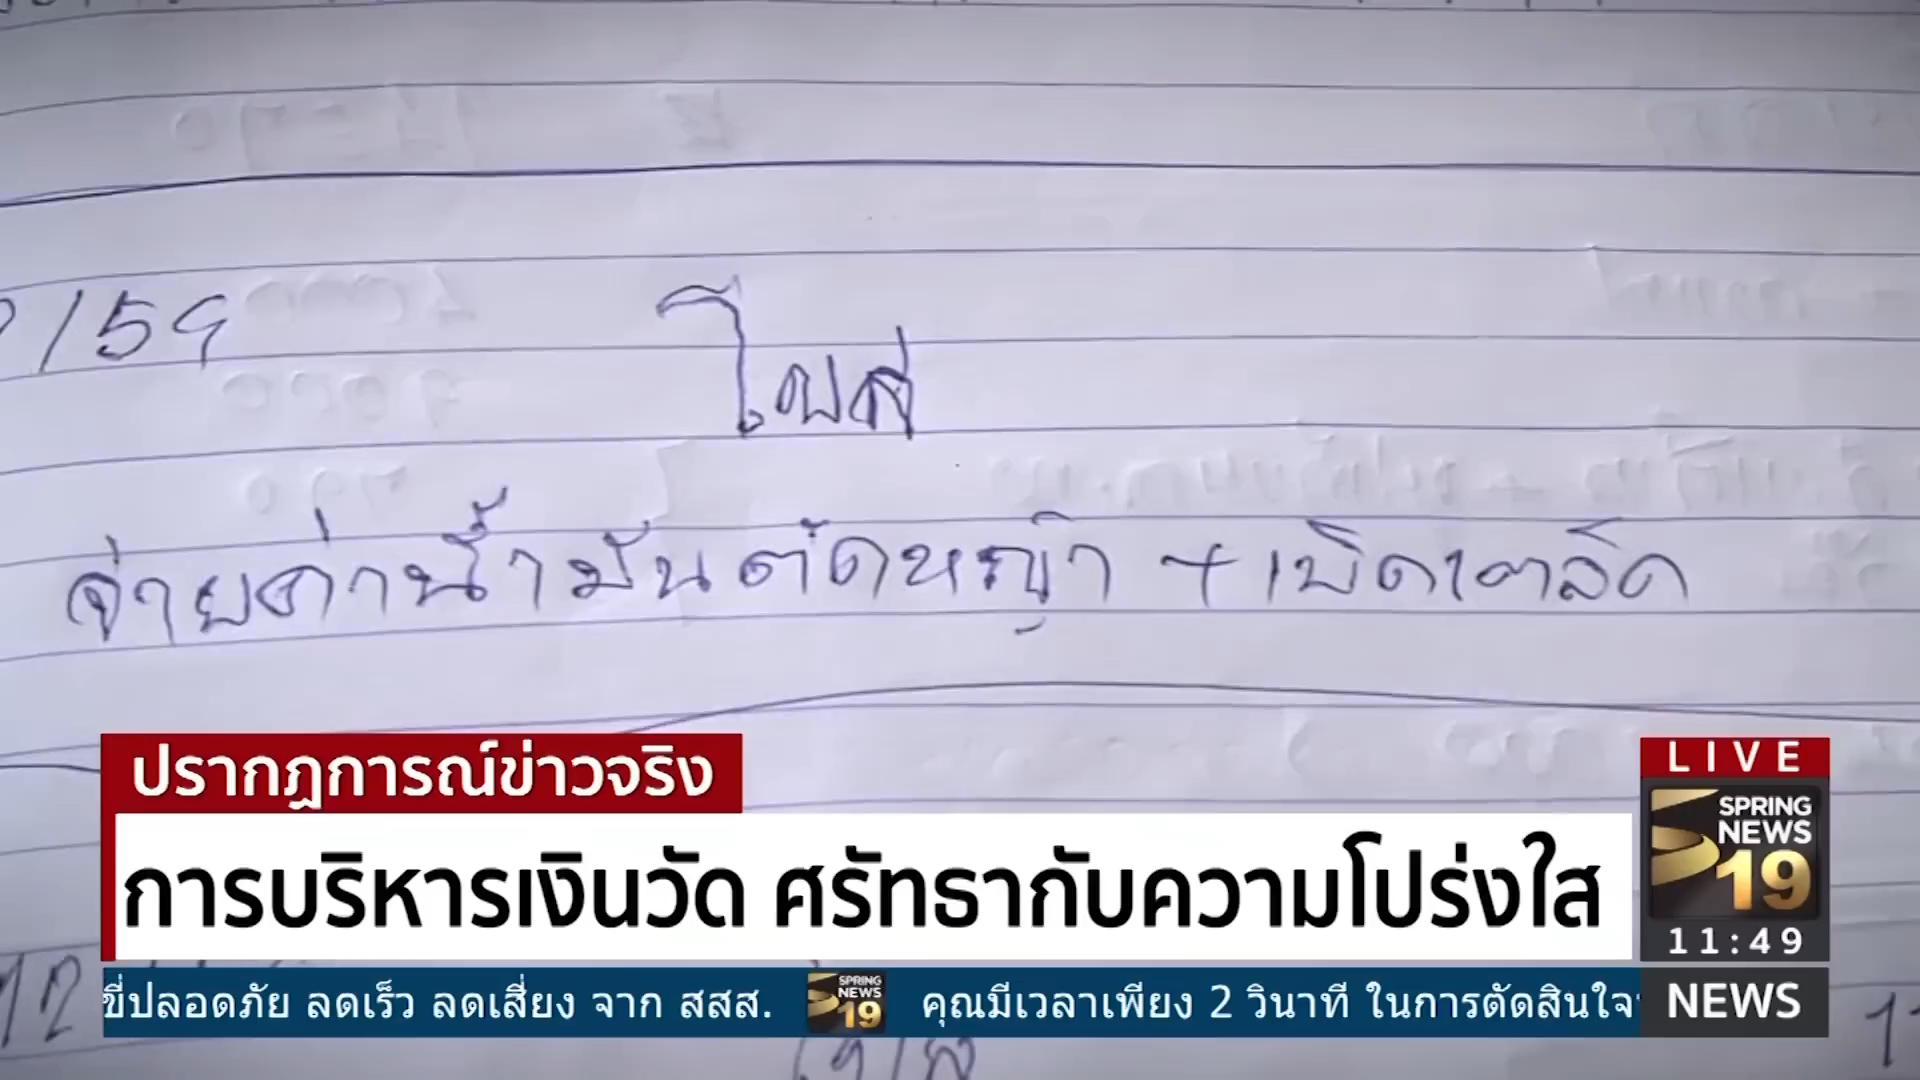 /59
ไขส
จ่ายค่าน้ำมันตัดหญ้า + เบิดเตล็ด
ปรากฏการณ์ข่าวจริง
การบริหารเงินวัด ศรัทธากับความโปร่งใส
LIVE
SPRING
NEWS
19
11:49
ขี่ปลอดภัย ลดเร็ว ลดเสี่ยง จาก สสส.
SPRING
NEWS
19
คุณมีเวลาเพียง 2 วินาที ในการตัดสินใจ
NEWS